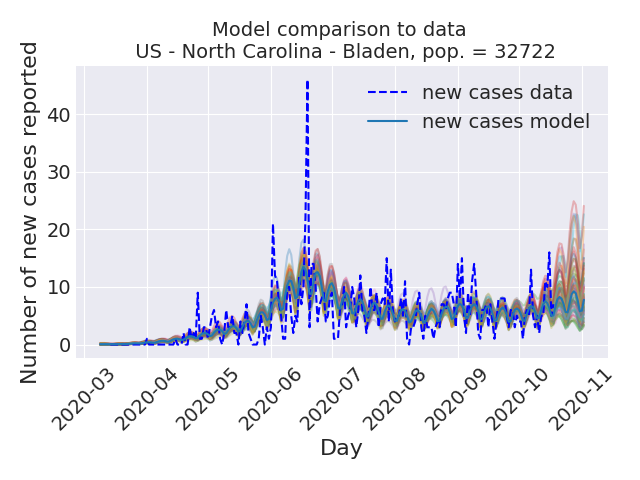 Model comparison to data
US - North Carolina - Bladen, pop. = 32722
Number of new cases reported
40
30
20
10
0
new cases data
new cases model
2020-03
2020-04
2020-05
2020-06
2020-07
2020-08
2020-09
2020-10
2020-11
Day